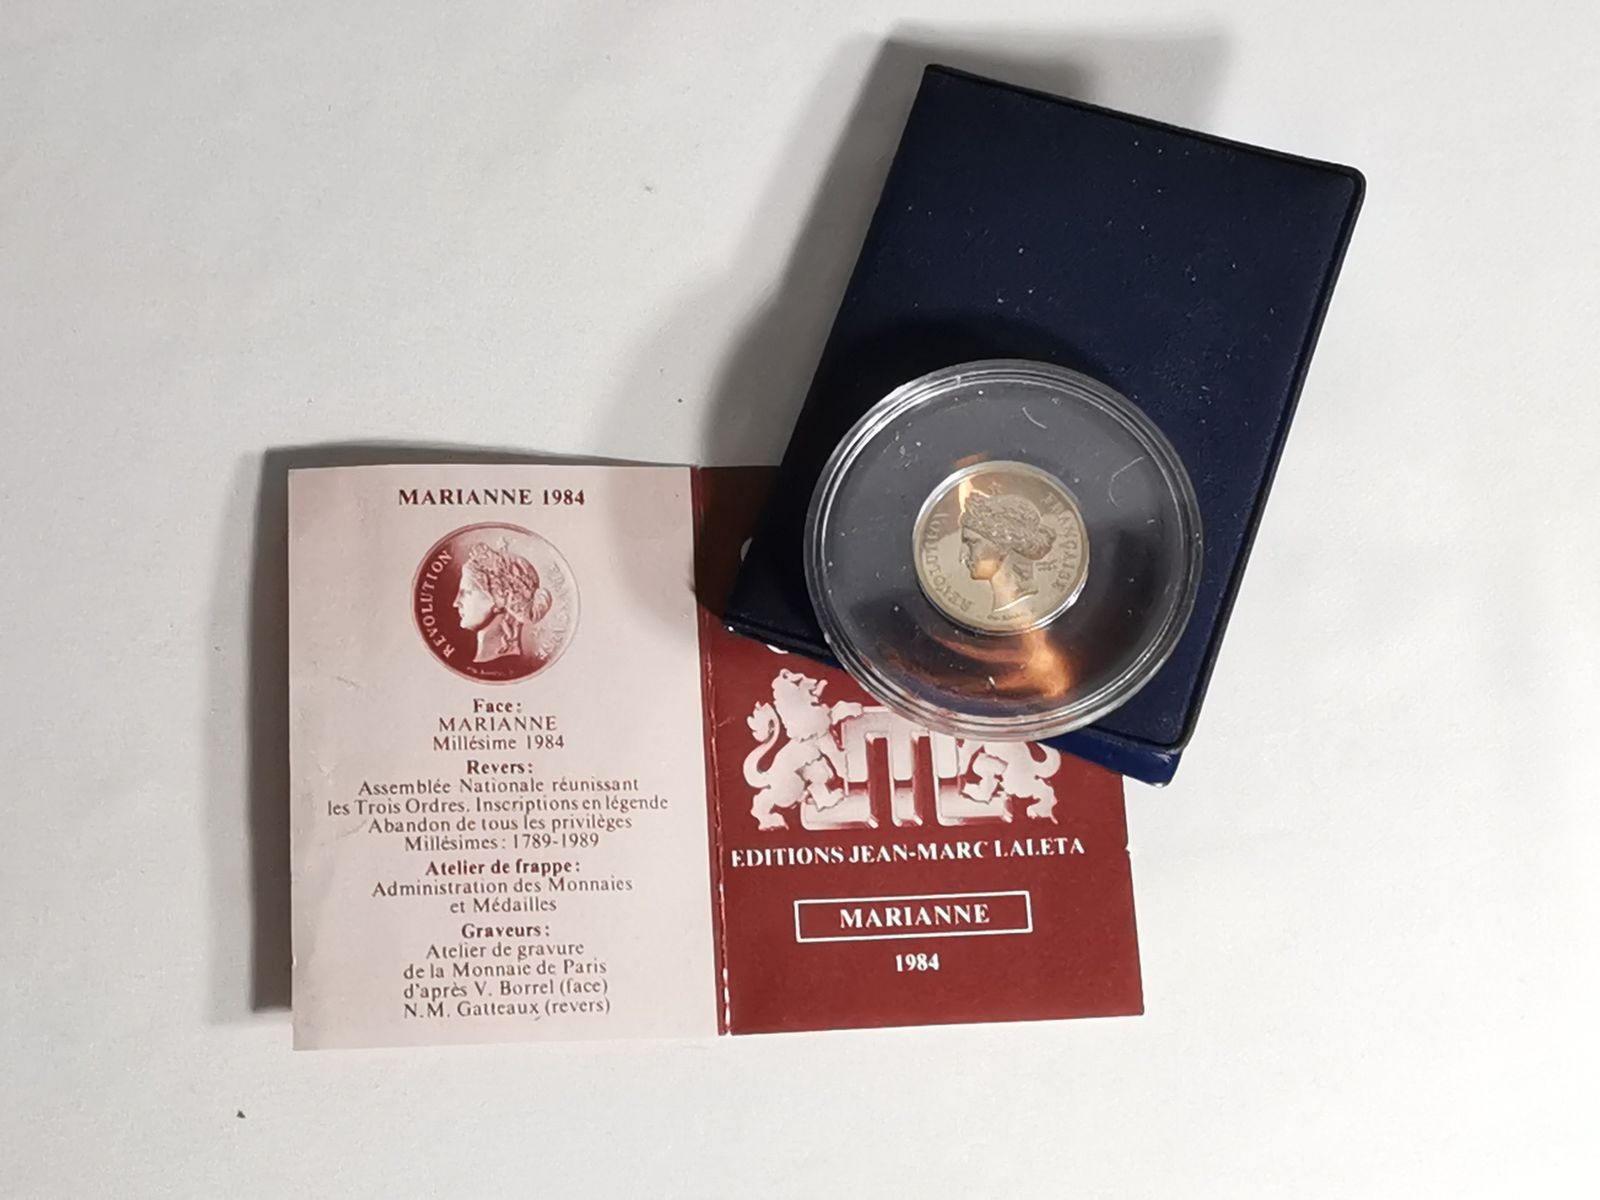 MARIANNE 1984
REVOLUTION
Face:
MARIANNE
Millésime 1984
Revers:
Assemblée Nationale réunissant
les Trois Ordres. Inscriptions en légende
Abandon de tous les privilèges
Millésimes: 1789-1989
Atelier de frappe:
Administration des Monnaies
et Médailles
Graveurs:
Atelier de gravure
de la Monnaie de Paris
d'après V. Borrel (face)
N.M. Gatteaux (revers)
EDITIONS JEAN-MARC LALETA
MARIANNE
1984
REVOLUTION FRANÇAISE